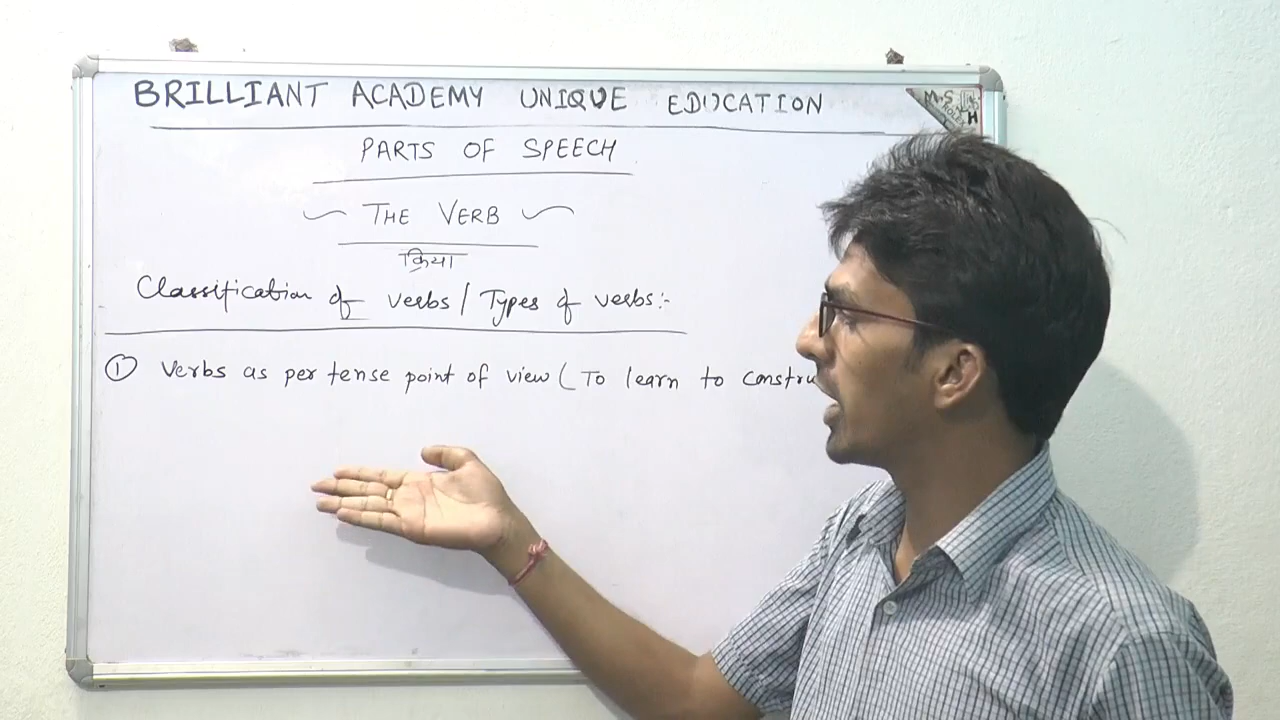 BRILLIANT ACADEMY UNIQUE EDUCATION
M.S
H
PARTS OF SPEECH
THE VERB
क्रिया
Classification of verbs / Types of verbs:-
① Verbs as per tense point of view ( To learn to constru